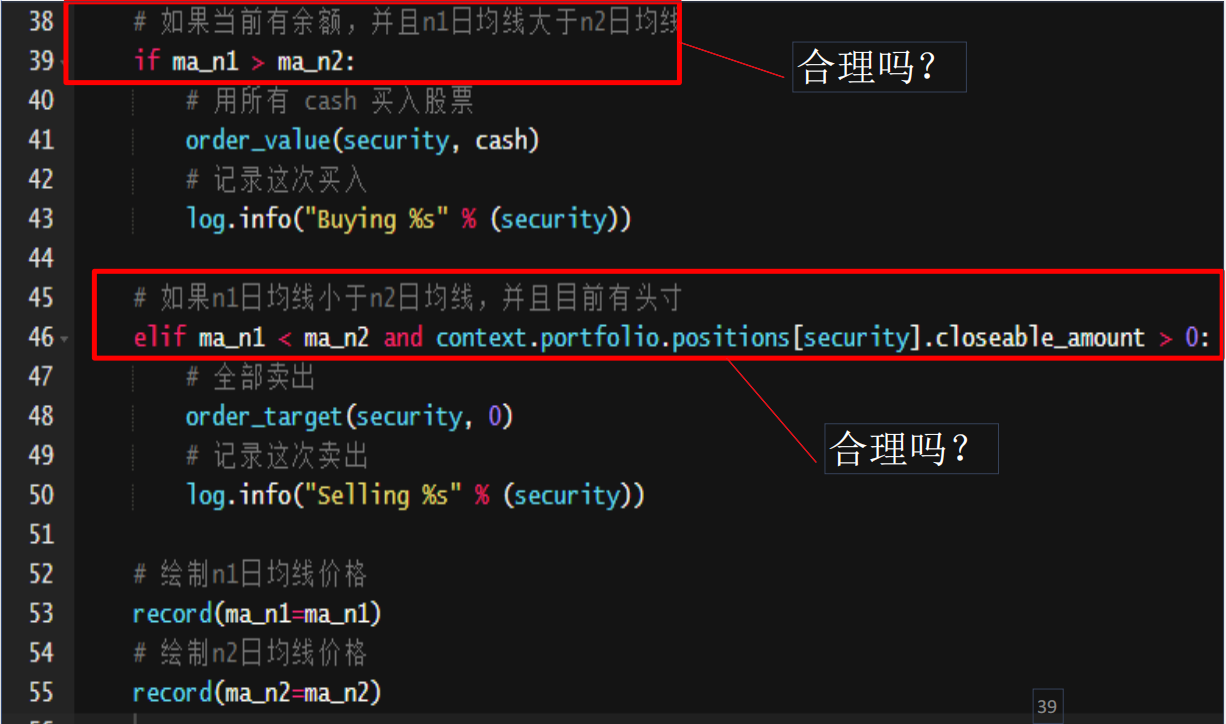 38 # 如果当前有余额，并且n1日均线大于n2日均线
39 if ma_n1 > ma_n2:
合理吗？
40 # 用所有 cash 买入股票
41 order_value(security, cash)
42 # 记录这次买入
43 log.info("Buying %s" % (security))
44
45 # 如果n1日均线小于n2日均线，并且目前有头寸
46 elif ma_n1 < ma_n2 and context.portfolio.positions[security].closeable_amount > 0:
47 # 全部卖出
48 order_target(security, 0)
合理吗？
49 # 记录这次卖出
50 log.info("Selling %s" % (security))
51
52 # 绘制n1日均线价格
53 record(ma_n1=ma_n1)
54 # 绘制n2日均线价格
55 record(ma_n2=ma_n2)
39